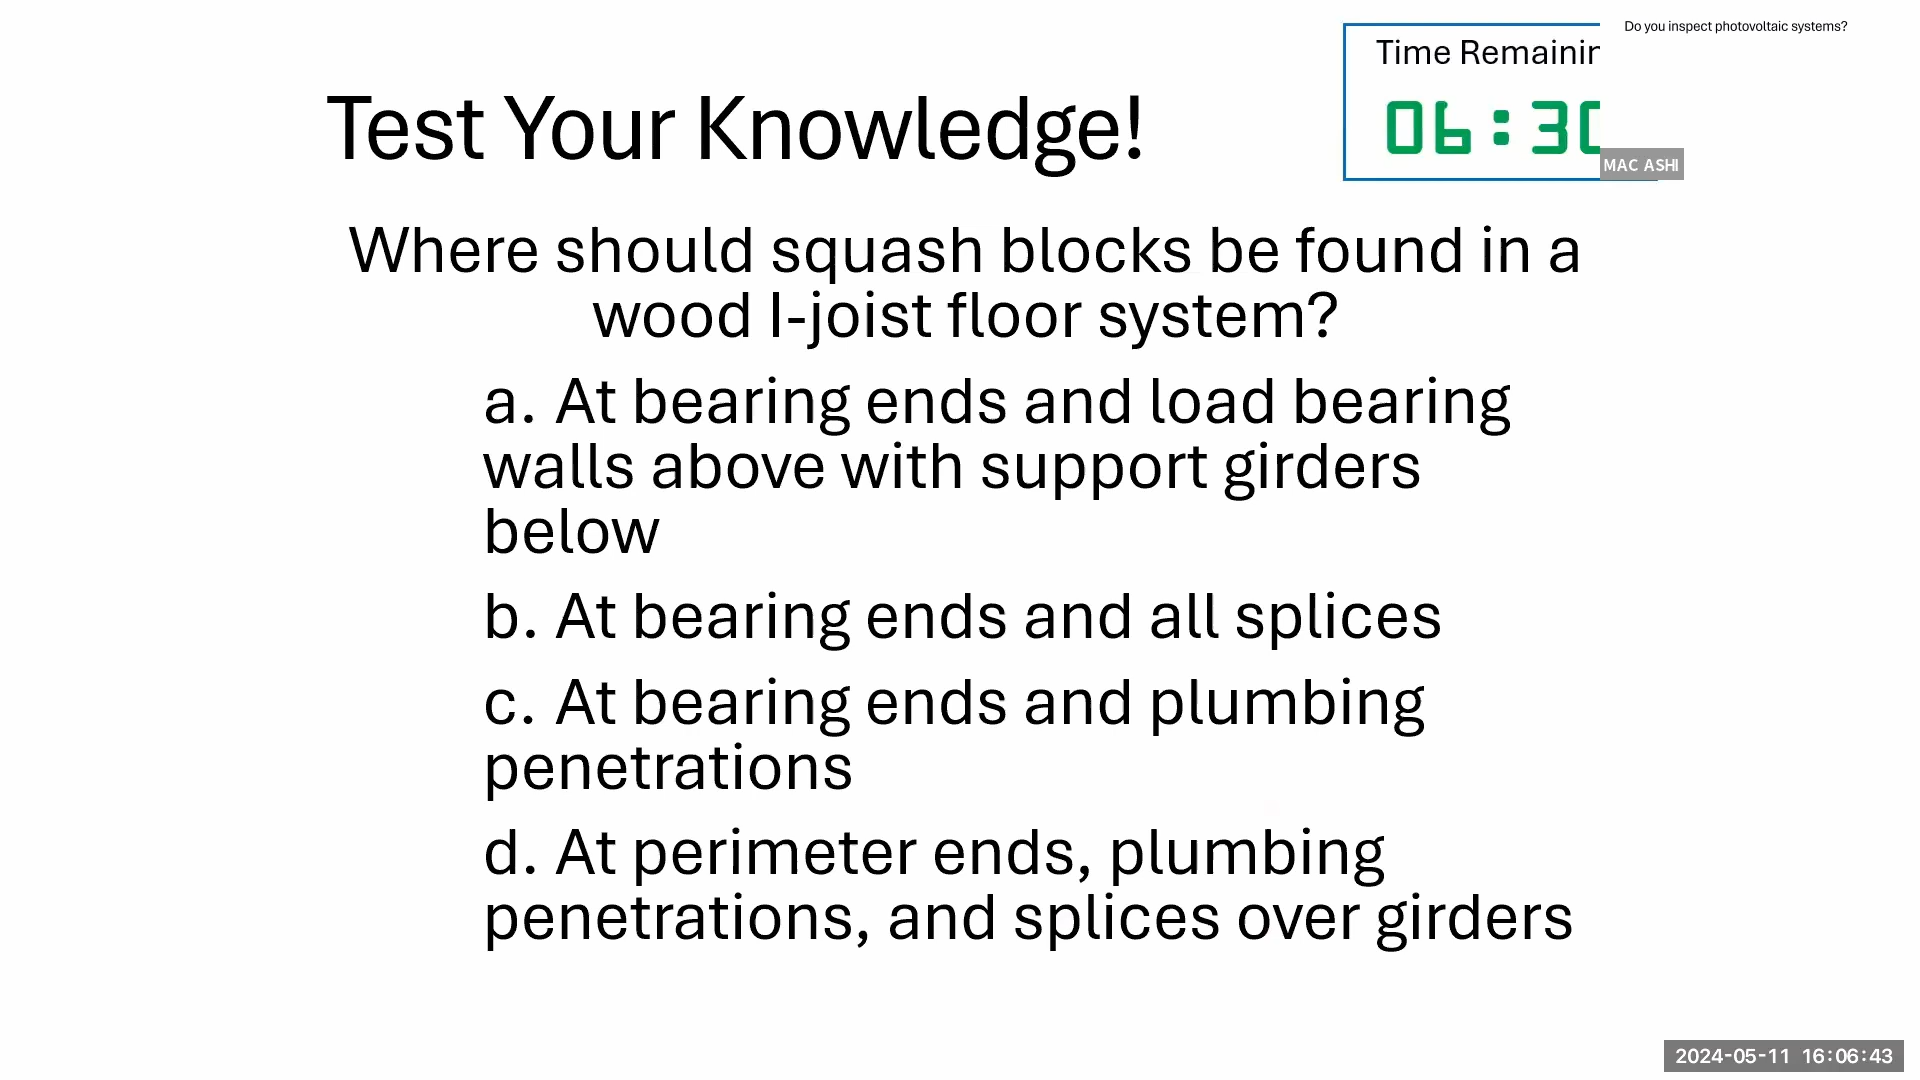 Do you inspect photovoltaic systems?
Time Remainin
06:30
MAC ASHI
Test Your Knowledge!
Where should squash blocks be found in a
wood I-joist floor system?
a. At bearing ends and load bearing
walls above with support girders
below
b. At bearing ends and all splices
c. At bearing ends and plumbing
penetrations
d. At perimeter ends, plumbing
penetrations, and splices over girders
2024-05-11 16:06:43